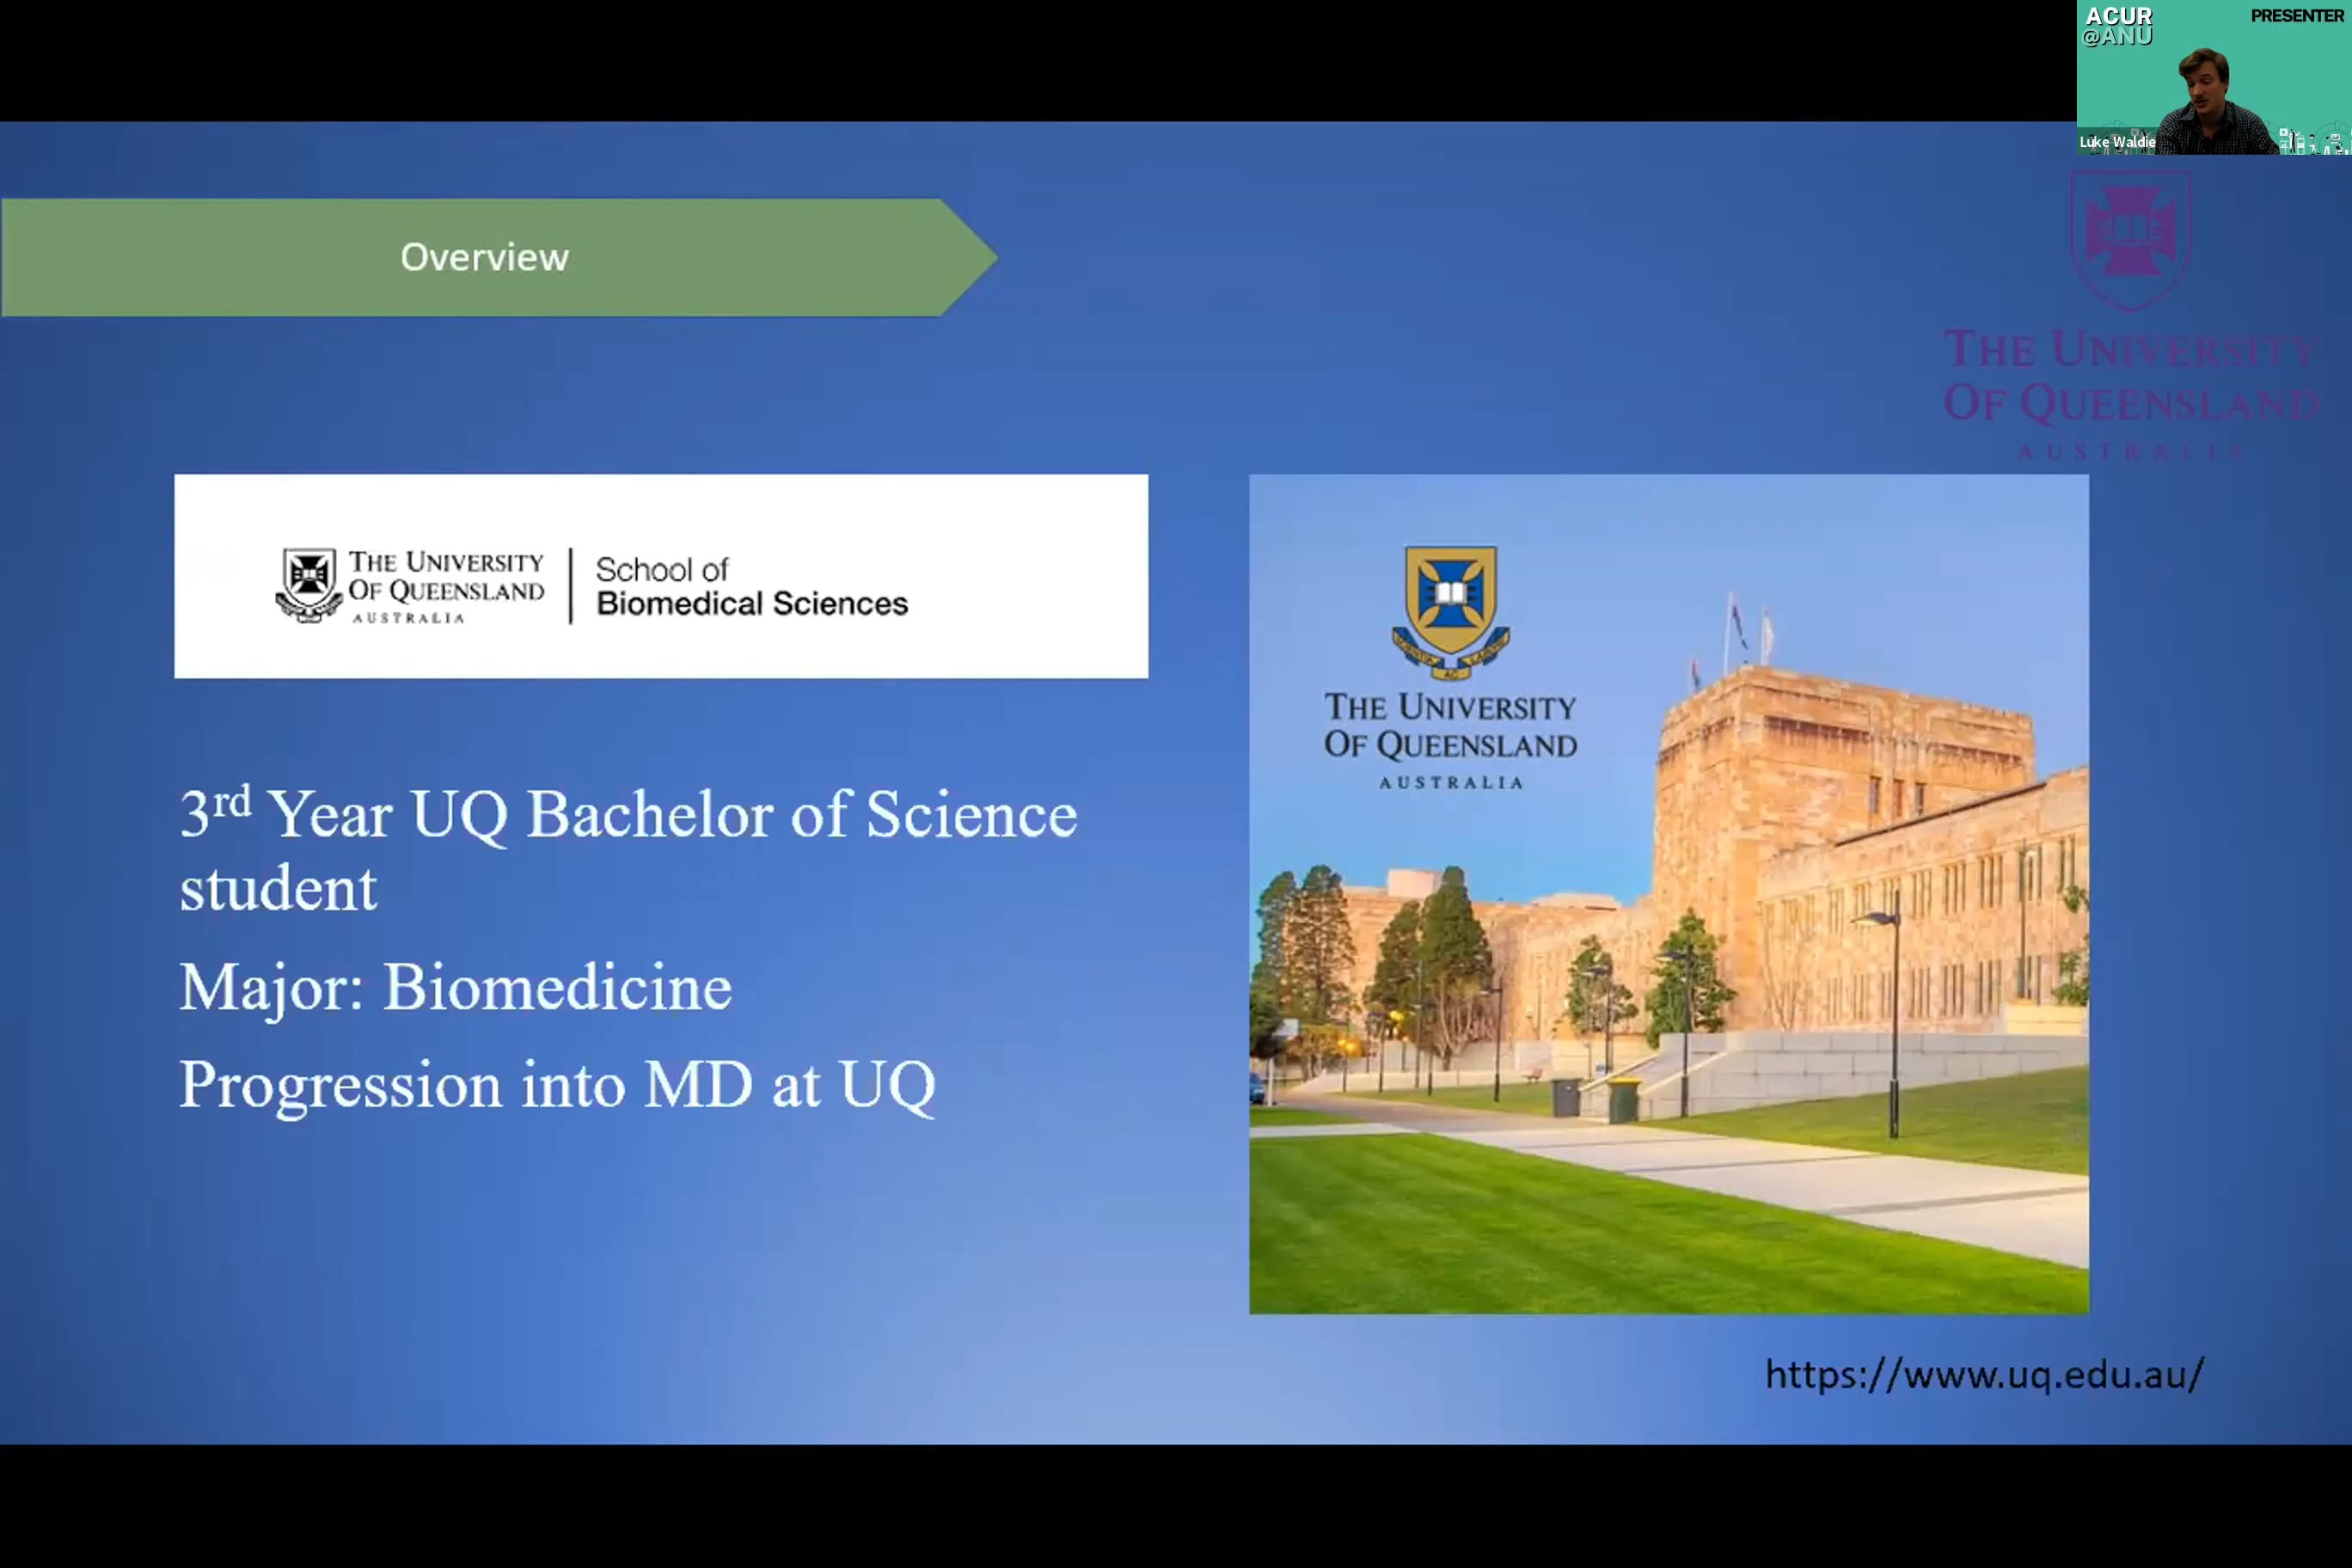 ACUR
@ANU
PRESENTER
Luke Waldie
Overview
THE UNIVERSITY
OF QUEENSLAND
AUSTRALIA
THE UNIVERSITY
OF QUEENSLAND
AUSTRALIA
School of
Biomedical Sciences
THE UNIVERSITY
OF QUEENSLAND
AUSTRALIA
3rd Year UQ Bachelor of Science
student
Major: Biomedicine
Progression into MD at UQ
https://www.uq.edu.au/